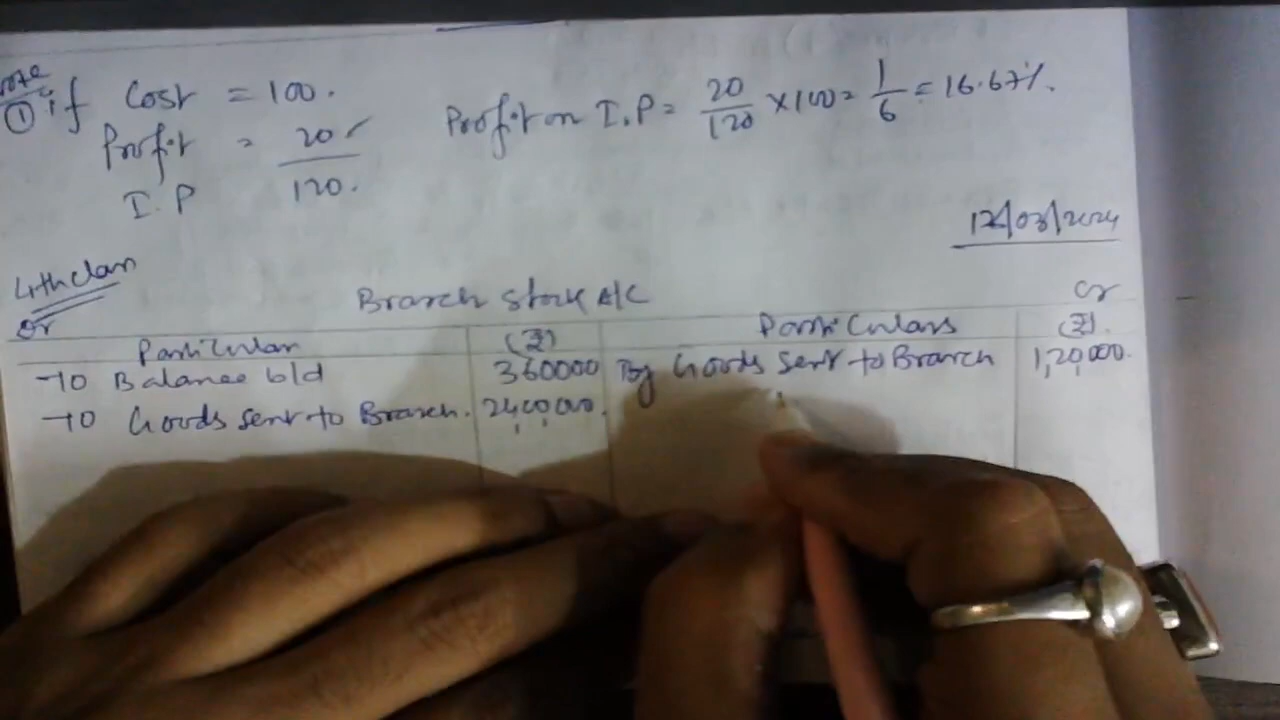 Note
① if Cost = 100.
Profit = 20
I.P 120.
Profit on I.P = 20/120 × 100 = 1/6 = 16.67%.
12/03/2024
4th class
Branch Stock A/C
Dr Cr
Particulars (₹) Particulars (₹).
To Balance b/d 360000 By Goods Sent to Branch 1,20,000.
To Goods sent to Branch. 2400000.